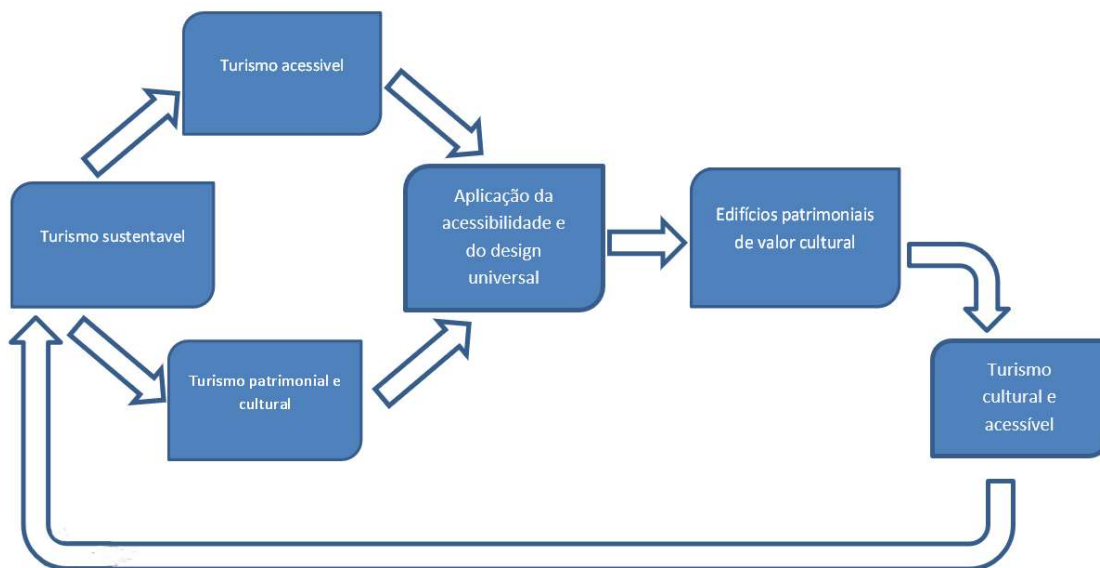 Turismo acessivel
Turismo sustentavel
Turismo patrimonial e
cultural
Aplicação da
acessibilidade e
do design
universal
Edifícios patrimoniais
de valor cultural
Turismo
cultural e
acessível